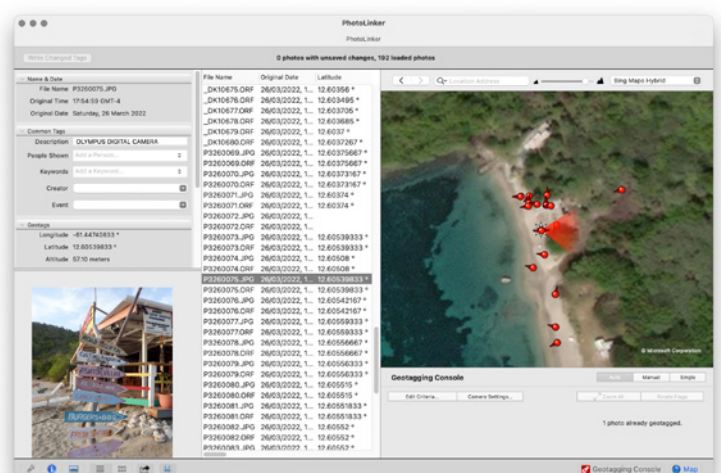 PhotoLinker
PhotoLinker
Write Changed Tags
0 photos with unsaved changes, 192 loaded photos
Name & Date
File Name P3260075.JPG
Original Time 17:54:59 GMT-4
Original Date Saturday, 26 March 2022
Common Tags
Description OLYMPUS DIGITAL CAMERA
People Shown Add a Person...
Keywords Add a Keyword...
Creator
Event
Geotags
Longitude -61.44740833 *
Latitude 12.60539833 *
Altitude 57.10 meters
BURGERS
File Name Original Date Latitude
_DK10675.ORF 26/03/2022, 1... 12.60356 *
_DK10676.ORF 26/03/2022, 1... 12.603495 *
_DK10677.ORF 26/03/2022, 1... 12.603705 *
_DK10678.ORF 26/03/2022, 1... 12.603685 *
_DK10679.ORF 26/03/2022, 1... 12.6037 *
_DK10680.ORF 26/03/2022, 1... 12.6037267 *
P3260069.JPG 26/03/2022, 1... 12.60375667 *
P3260069.ORF 26/03/2022, 1... 12.60375667 *
P3260070.JPG 26/03/2022, 1... 12.60373167 *
P3260070.ORF 26/03/2022, 1... 12.60373167 *
P3260071.JPG 26/03/2022, 1... 12.60374 *
P3260071.ORF 26/03/2022, 1... 12.60374 *
P3260072.JPG 26/03/2022, 1...
P3260072.ORF 26/03/2022, 1...
P3260073.JPG 26/03/2022, 1... 12.60539333 *
P3260073.ORF 26/03/2022, 1... 12.60539333 *
P3260074.JPG 26/03/2022, 1... 12.60508 *
P3260074.ORF 26/03/2022, 1... 12.60508 *
P3260075.JPG 26/03/2022, 1... 12.60539833 *
P3260075.ORF 26/03/2022, 1... 12.60539833 *
P3260076.JPG 26/03/2022, 1... 12.60542167 *
P3260076.ORF 26/03/2022, 1... 12.60542167 *
P3260077.JPG 26/03/2022, 1... 12.60559333 *
P3260077.ORF 26/03/2022, 1... 12.60559333 *
P3260078.JPG 26/03/2022, 1... 12.60556667 *
P3260078.ORF 26/03/2022, 1... 12.60556667 *
P3260079.JPG 26/03/2022, 1... 12.60556333 *
P3260079.ORF 26/03/2022, 1... 12.60556333 *
P3260080.JPG 26/03/2022, 1... 12.605515 *
P3260080.ORF 26/03/2022, 1... 12.605515 *
P3260081.JPG 26/03/2022, 1... 12.60551833 *
P3260081.ORF 26/03/2022, 1... 12.60551833 *
P3260082.JPG 26/03/2022, 1... 12.60552 *
P3260082.ORF 26/03/2022, 1... 12.60552 *
Location Address
Bing Maps Hybrid
© Microsoft Corporation
Geotagging Console
Auto Manual Simple
Edit Criteria... Camera Settings... Zoom All Rotate Flags
1 photo already geotagged.
Geotagging Console Map